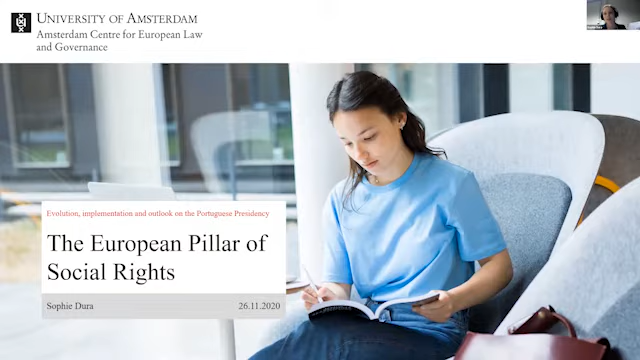 University of Amsterdam
Amsterdam Centre for European Law
and Governance
Evolution, implementation and outlook on the Portuguese Presidency
The European Pillar of
Social Rights
Sophie Dura
26.11.2020